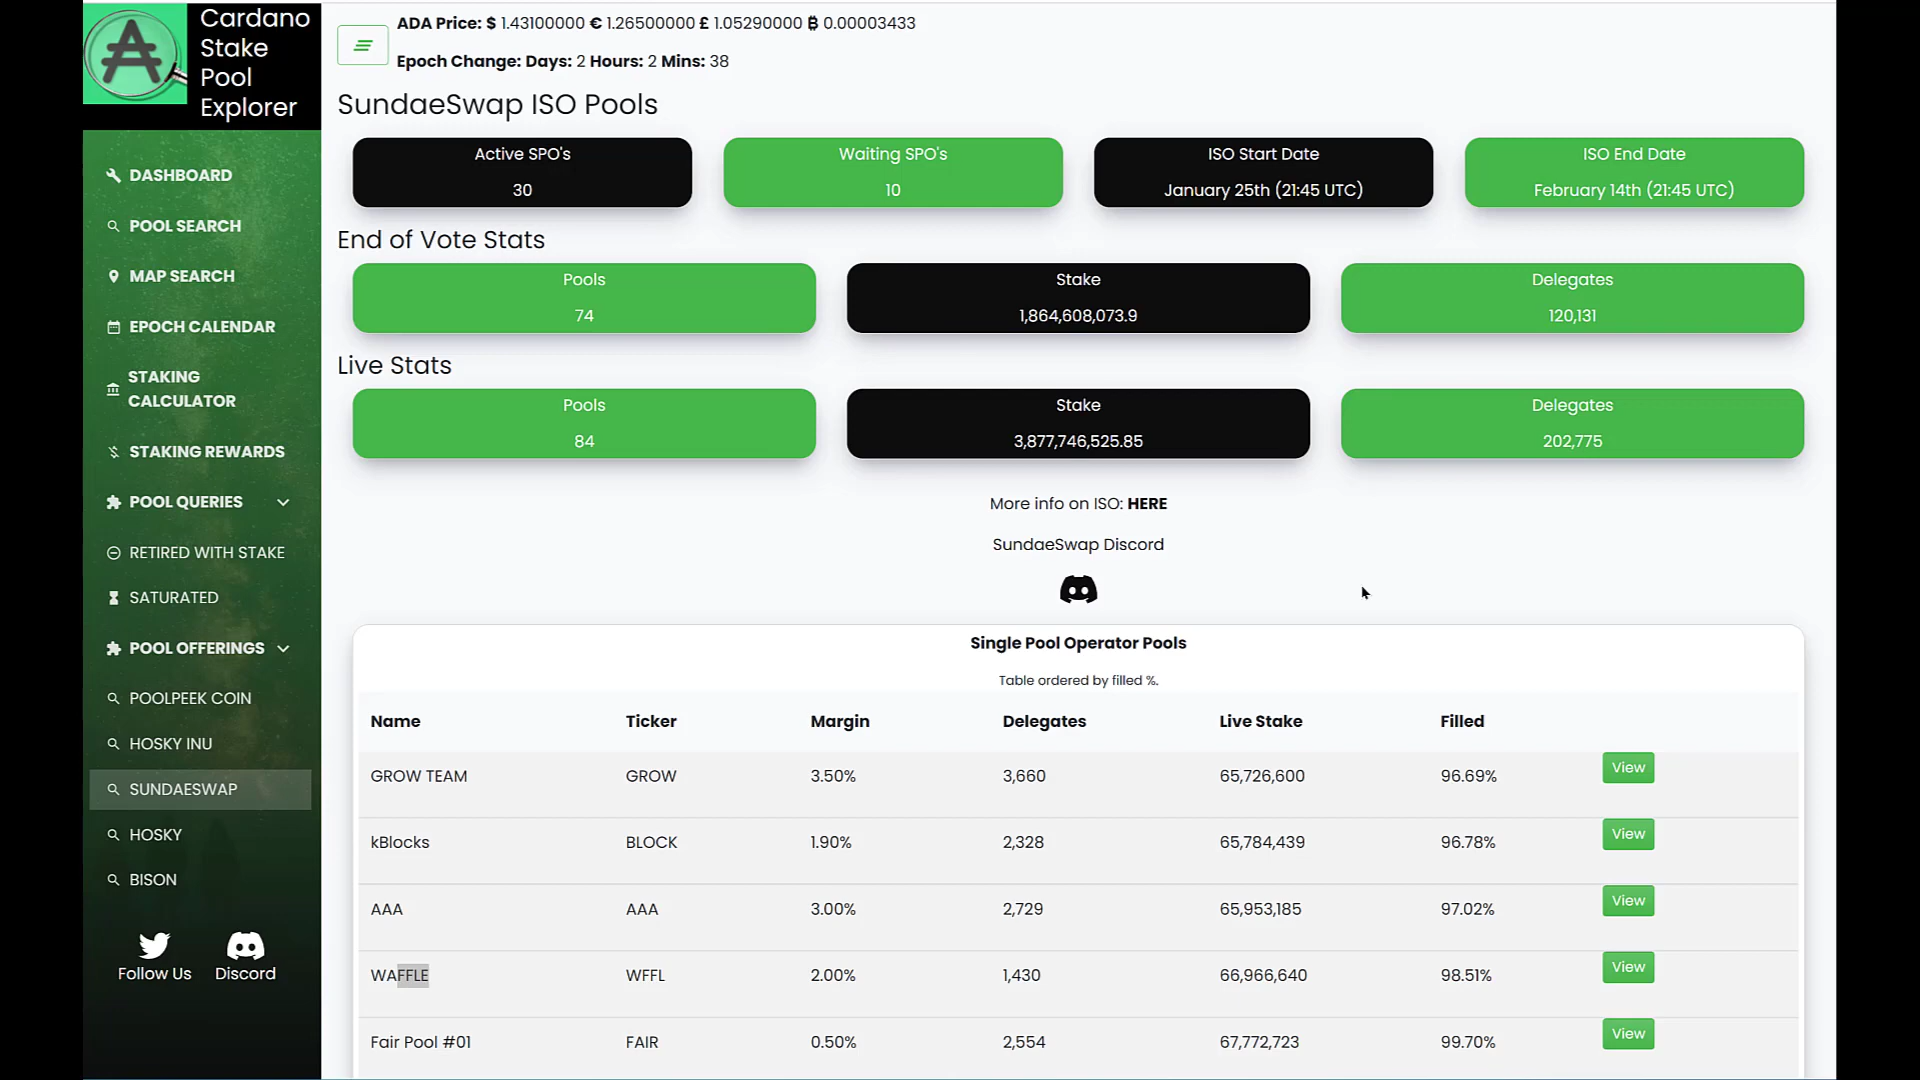 Cardano
Stake
Pool
Explorer
DASHBOARD
POOL SEARCH
MAP SEARCH
EPOCH CALENDAR
STAKING
CALCULATOR
STAKING REWARDS
POOL QUERIES
RETIRED WITH STAKE
SATURATED
POOL OFFERINGS
POOLPEEK COIN
HOSKY INU
SUNDAESWAP
HOSKY
BISON
Follow Us Discord
ADA Price: $ 1.43100000 € 1.26500000 £ 1.05290000 ₿ 0.00003433
Epoch Change: Days: 2 Hours: 2 Mins: 38
SundaeSwap ISO Pools
Active SPO's Waiting SPO's ISO Start Date ISO End Date
30 10 January 25th (21:45 UTC) February 14th (21:45 UTC)
End of Vote Stats
Pools Stake Delegates
74 1,864,608,073.9 120,131
Live Stats
Pools Stake Delegates
84 3,877,746,525.85 202,775
More info on ISO: HERE
SundaeSwap Discord
Single Pool Operator Pools
Table ordered by filled %.
Name Ticker Margin Delegates Live Stake Filled
GROW TEAM GROW 3.50% 3,660 65,726,600 96.69% View
kBlocks BLOCK 1.90% 2,328 65,784,439 96.78% View
AAA AAA 3.00% 2,729 65,953,185 97.02% View
WAFFLE WFFL 2.00% 1,430 66,966,640 98.51% View
Fair Pool #01 FAIR 0.50% 2,554 67,772,723 99.70% View